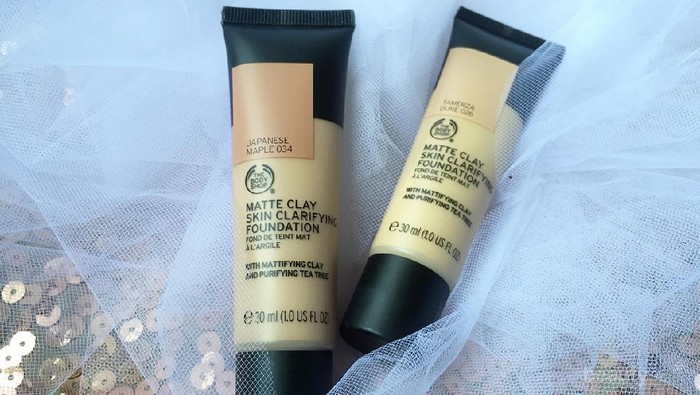 JAPANESE
MAPLE 034
THE
BODY
SHOP
MATTE CLAY
SKIN CLARIFYING
FOUNDATION
FOND DE TEINT MAT
À L'ARGILE
WITH MATTIFYING CLAY
AND PURIFYING TEA TREE
℮30 ml (1.0 US FL OZ)
TAMERZA
DUNE 026
THE
BODY
SHOP
MATTE CLAY
SKIN CLARIFYING
FOUNDATION
FOND DE TEINT MAT
À L'ARGILE
WITH MATTIFYING CLAY
AND PURIFYING TEA TREE
℮30 ml (1.0 US FL OZ)